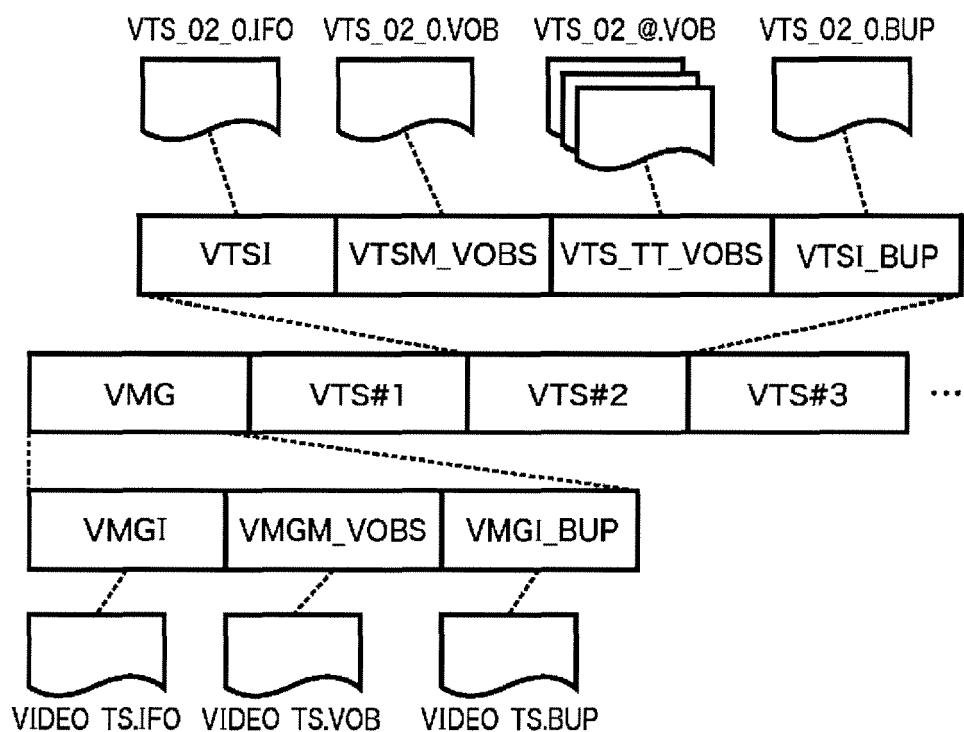 VTS_02_0.IFO VTS_02_0.VOB VTS_02_@.VOB VTS_02_0.BUP
VTSI VTSM_VOBS VTS_TT_VOBS VTSI_BUP
VMG VTS#1 VTS#2 VTS#3 ...
VMGI VMGM_VOBS VMGI_BUP
VIDEO TS.IFO VIDEO TS.VOB VIDEO TS.BUP